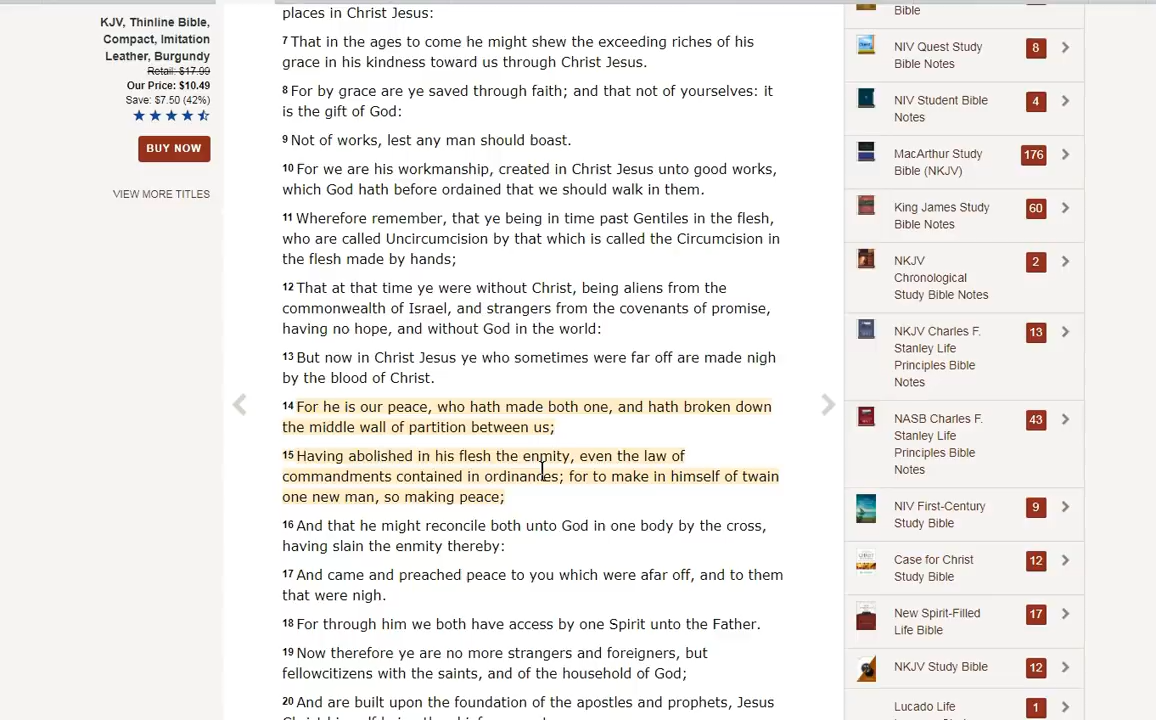 KJV, Thinline Bible,
Compact, Imitation
Leather, Burgundy
Retail: $17.99
Our Price: $10.49
Save: $7.50 (42%)
BUY NOW
VIEW MORE TITLES
places in Christ Jesus:
7 That in the ages to come he might shew the exceeding riches of his
grace in his kindness toward us through Christ Jesus.
8 For by grace are ye saved through faith; and that not of yourselves: it
is the gift of God:
9 Not of works, lest any man should boast.
10 For we are his workmanship, created in Christ Jesus unto good works,
which God hath before ordained that we should walk in them.
11 Wherefore remember, that ye being in time past Gentiles in the flesh,
who are called Uncircumcision by that which is called the Circumcision in
the flesh made by hands;
12 That at that time ye were without Christ, being aliens from the
commonwealth of Israel, and strangers from the covenants of promise,
having no hope, and without God in the world:
13 But now in Christ Jesus ye who sometimes were far off are made nigh
by the blood of Christ.
14 For he is our peace, who hath made both one, and hath broken down
the middle wall of partition between us;
15 Having abolished in his flesh the enmity, even the law of
commandments contained in ordinances; for to make in himself of twain
one new man, so making peace;
16 And that he might reconcile both unto God in one body by the cross,
having slain the enmity thereby:
17 And came and preached peace to you which were afar off, and to them
that were nigh.
18 For through him we both have access by one Spirit unto the Father.
19 Now therefore ye are no more strangers and foreigners, but
fellowcitizens with the saints, and of the household of God;
20 And are built upon the foundation of the apostles and prophets, Jesus
Bible
NIV Quest Study 8
Bible Notes
NIV Student Bible 4
Notes
MacArthur Study 176
Bible (NKJV)
King James Study 60
Bible Notes
NKJV 2
Chronological
Study Bible Notes
NKJV Charles F. 13
Stanley Life
Principles Bible
Notes
NASB Charles F. 43
Stanley Life
Principles Bible
Notes
NIV First-Century 9
Study Bible
Case for Christ 12
Study Bible
New Spirit-Filled 17
Life Bible
NKJV Study Bible 12
Lucado Life 1